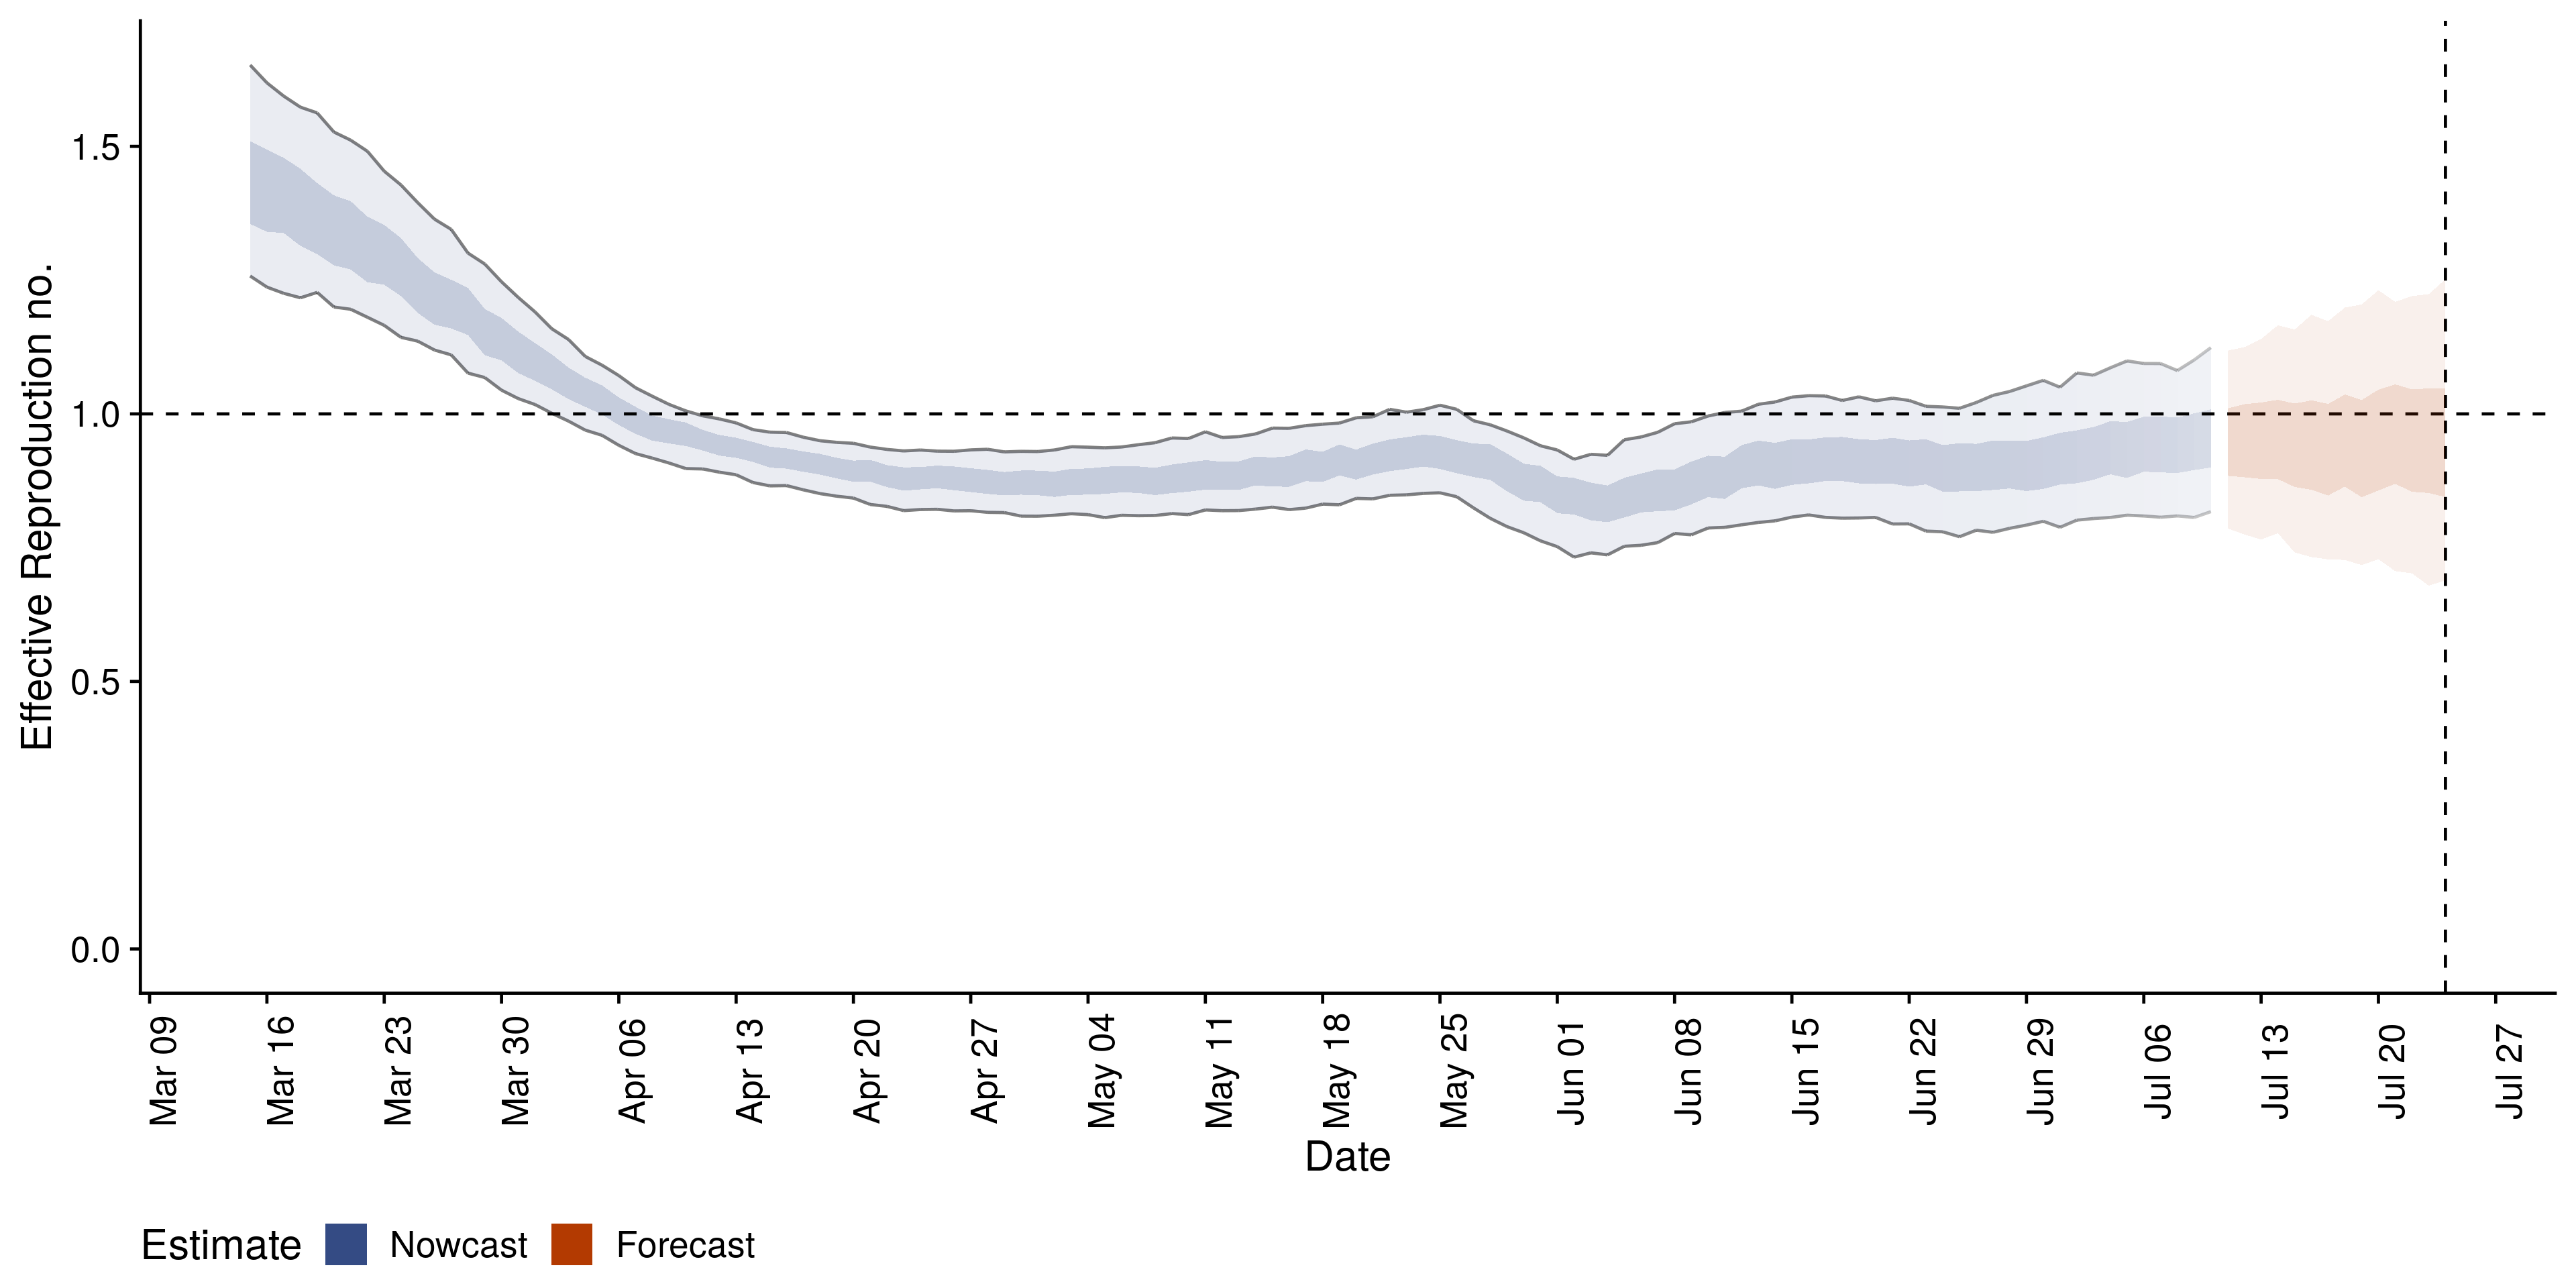 Effective Reproduction no.
1.5
1.0
0.5
0.0
Mar 09
Mar 16
Mar 23
Mar 30
Apr 06
Apr 13
Apr 20
Apr 27
May 04
May 11
May 18
May 25
Jun 01
Jun 08
Jun 15
Jun 22
Jun 29
Jul 06
Jul 13
Jul 20
Jul 27
Date
Estimate Nowcast Forecast